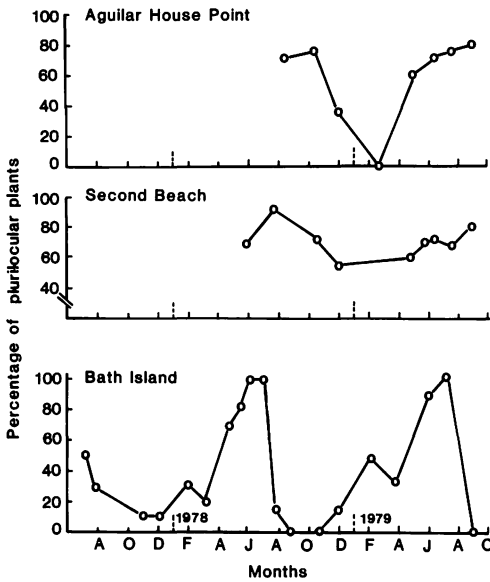 Percentage of plurilocular plants
Aguilar House Point
100
80
60
40
20
0
Second Beach
80
60
40
Bath Island
100
80
60
40
20
0
1978
1979
A O D F A J A O D F A J A O
Months